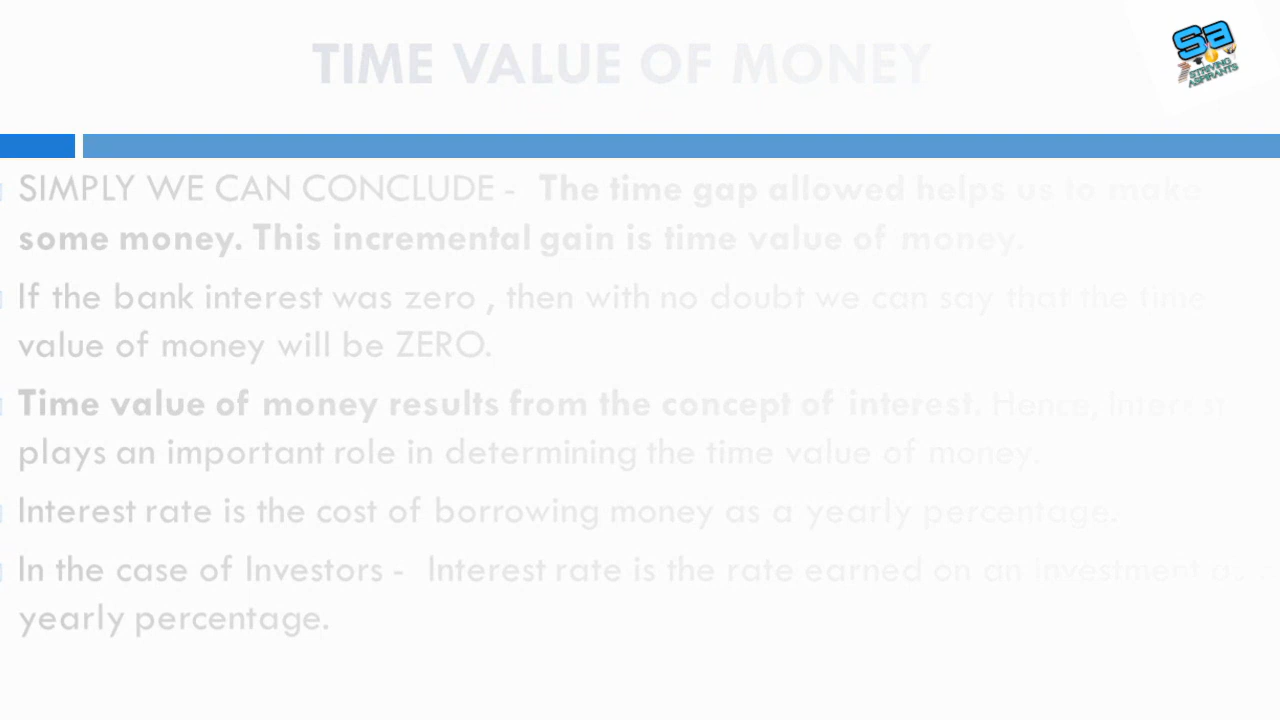 TIME VALUE OF MONEY
Sa
STRIVING
ASPIRANTS
SIMPLY WE CAN CONCLUDE - The time gap allowed helps us to make
some money. This incremental gain is time value of money.
If the bank interest was zero , then with no doubt we can say that the time
value of money will be ZERO.
Time value of money results from the concept of interest. Hence, Interest
plays an important role in determining the time value of money.
Interest rate is the cost of borrowing money as a yearly percentage.
In the case of Investors - Interest rate is the rate earned on an investment as a
yearly percentage.